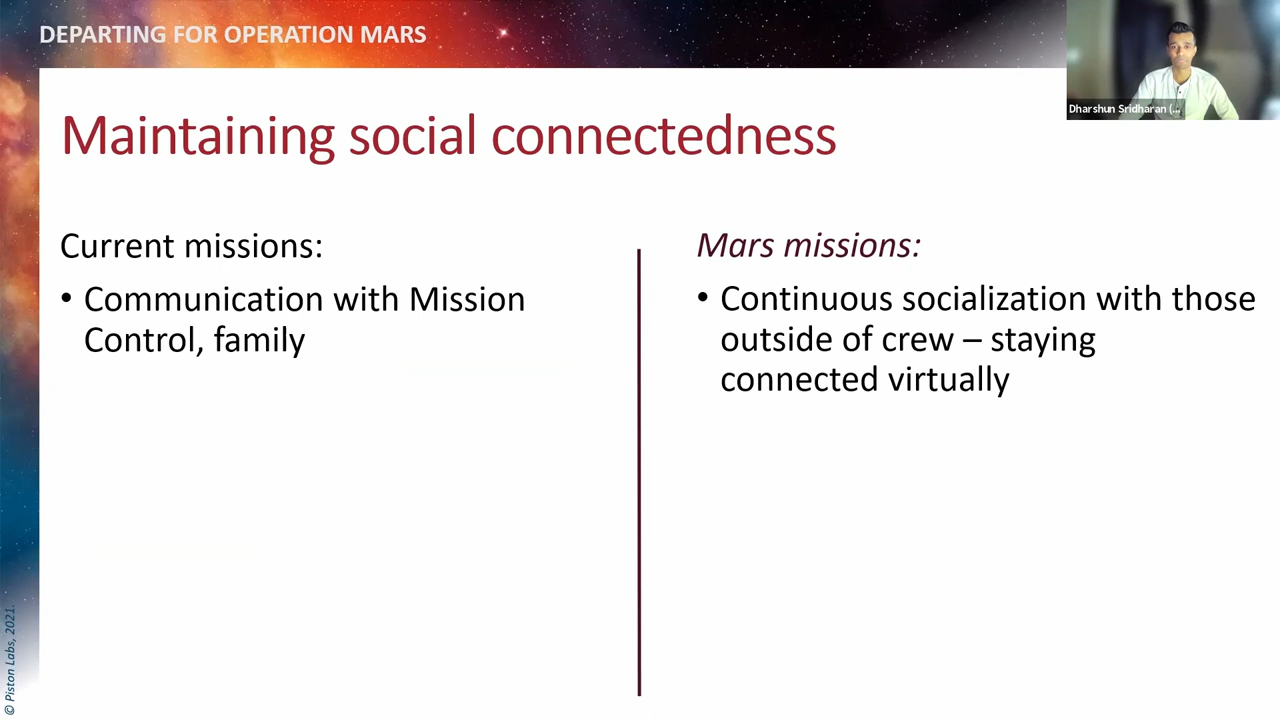 DEPARTING FOR OPERATION MARS
Dharshun Sridharan (...
Maintaining social connectedness
Current missions:
• Communication with Mission
Control, family
Mars missions:
• Continuous socialization with those
outside of crew – staying
connected virtually
© Piston Labs, 2021.